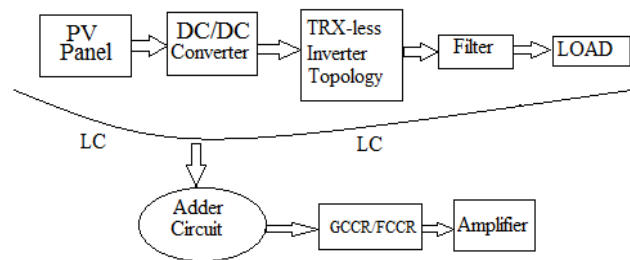 PV
Panel
DC/DC
Converter
TRX-less
Inverter
Topology
Filter
LOAD
LC
LC
Adder
Circuit
GCCR/FCCR
Amplifier